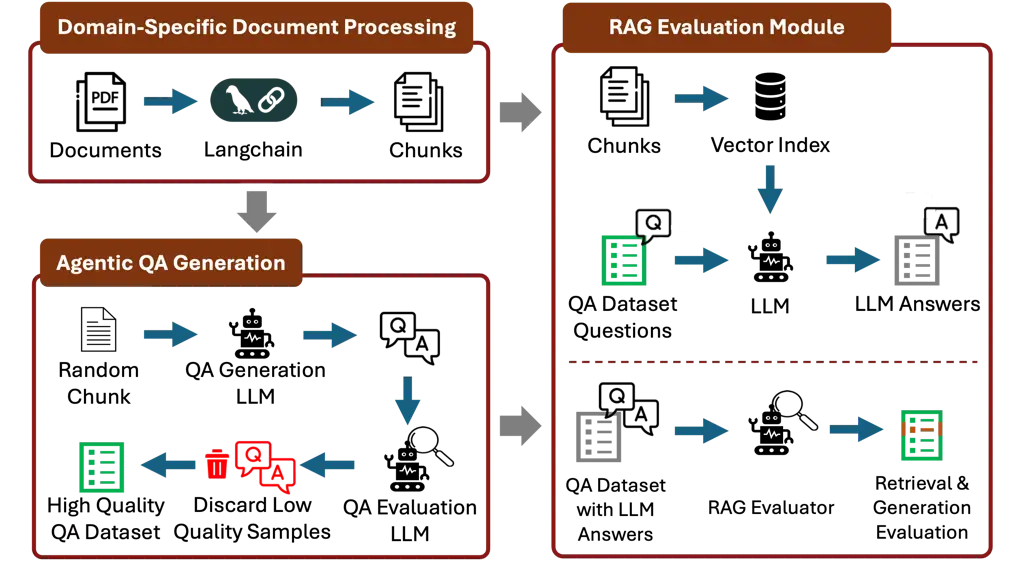 Domain-Specific Document Processing
PDF
Documents
Langchain
Chunks
Agentic QA Generation
Random
Chunk
QA Generation
LLM
Q
A
QA Evaluation
LLM
Q
A
Discard Low
Quality Samples
High Quality
QA Dataset
RAG Evaluation Module
Chunks
Vector Index
Q
QA Dataset
Questions
LLM
A
LLM Answers
Q
A
QA Dataset
with LLM
Answers
RAG Evaluator
Retrieval &
Generation
Evaluation